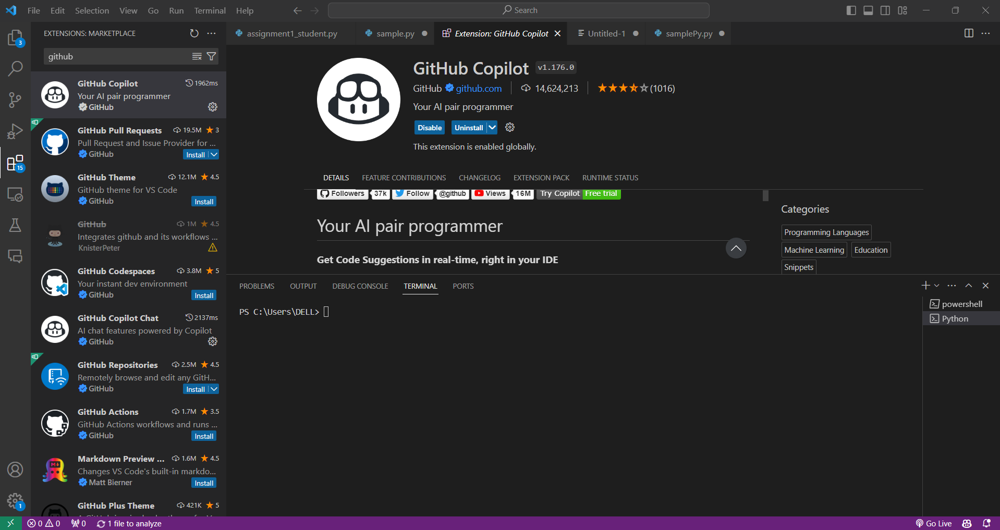 File Edit Selection View Go Run Terminal Help
Search
EXTENSIONS: MARKETPLACE
github
GitHub Copilot 1962ms
Your AI pair programmer
GitHub
GitHub Pull Requests 19.5M 3
Pull Request and Issue Provider for ...
GitHub
Install
GitHub Theme 12.1M 4.5
GitHub theme for VS Code
GitHub
Install
GitHub 1M 4.5
Integrates github and its workflows ...
KnisterPeter
GitHub Codespaces 3.8M 5
Your instant dev environment
GitHub
Install
GitHub Copilot Chat 2137ms
AI chat features powered by Copilot
GitHub
GitHub Repositories 2.5M 4.5
Remotely browse and edit any GitH...
GitHub
Install
GitHub Actions 1.7M 3.5
GitHub Actions workflows and runs ...
GitHub
Install
Markdown Preview ... 1.6M 4.5
Changes VS Code's built-in markdo...
Matt Bierner
Install
GitHub Plus Theme 421K 5
3
15
1
assignment1_student.py sample.py Extension: GitHub Copilot Untitled-1 samplePy.py
GitHub Copilot v1.176.0
GitHub github.com 14,624,213 (1016)
Your AI pair programmer
Disable Uninstall
This extension is enabled globally.
DETAILS FEATURE CONTRIBUTIONS CHANGELOG EXTENSION PACK RUNTIME STATUS
Followers 37k Follow @github Views 16M Try Copilot Free trial
Your AI pair programmer
Get Code Suggestions in real-time, right in your IDE
Categories
Programming Languages
Machine Learning Education
Snippets
PROBLEMS OUTPUT DEBUG CONSOLE TERMINAL PORTS
PS C:\Users\DELL>
powershell
Python
0 0 0 1 file to analyze
Go Live